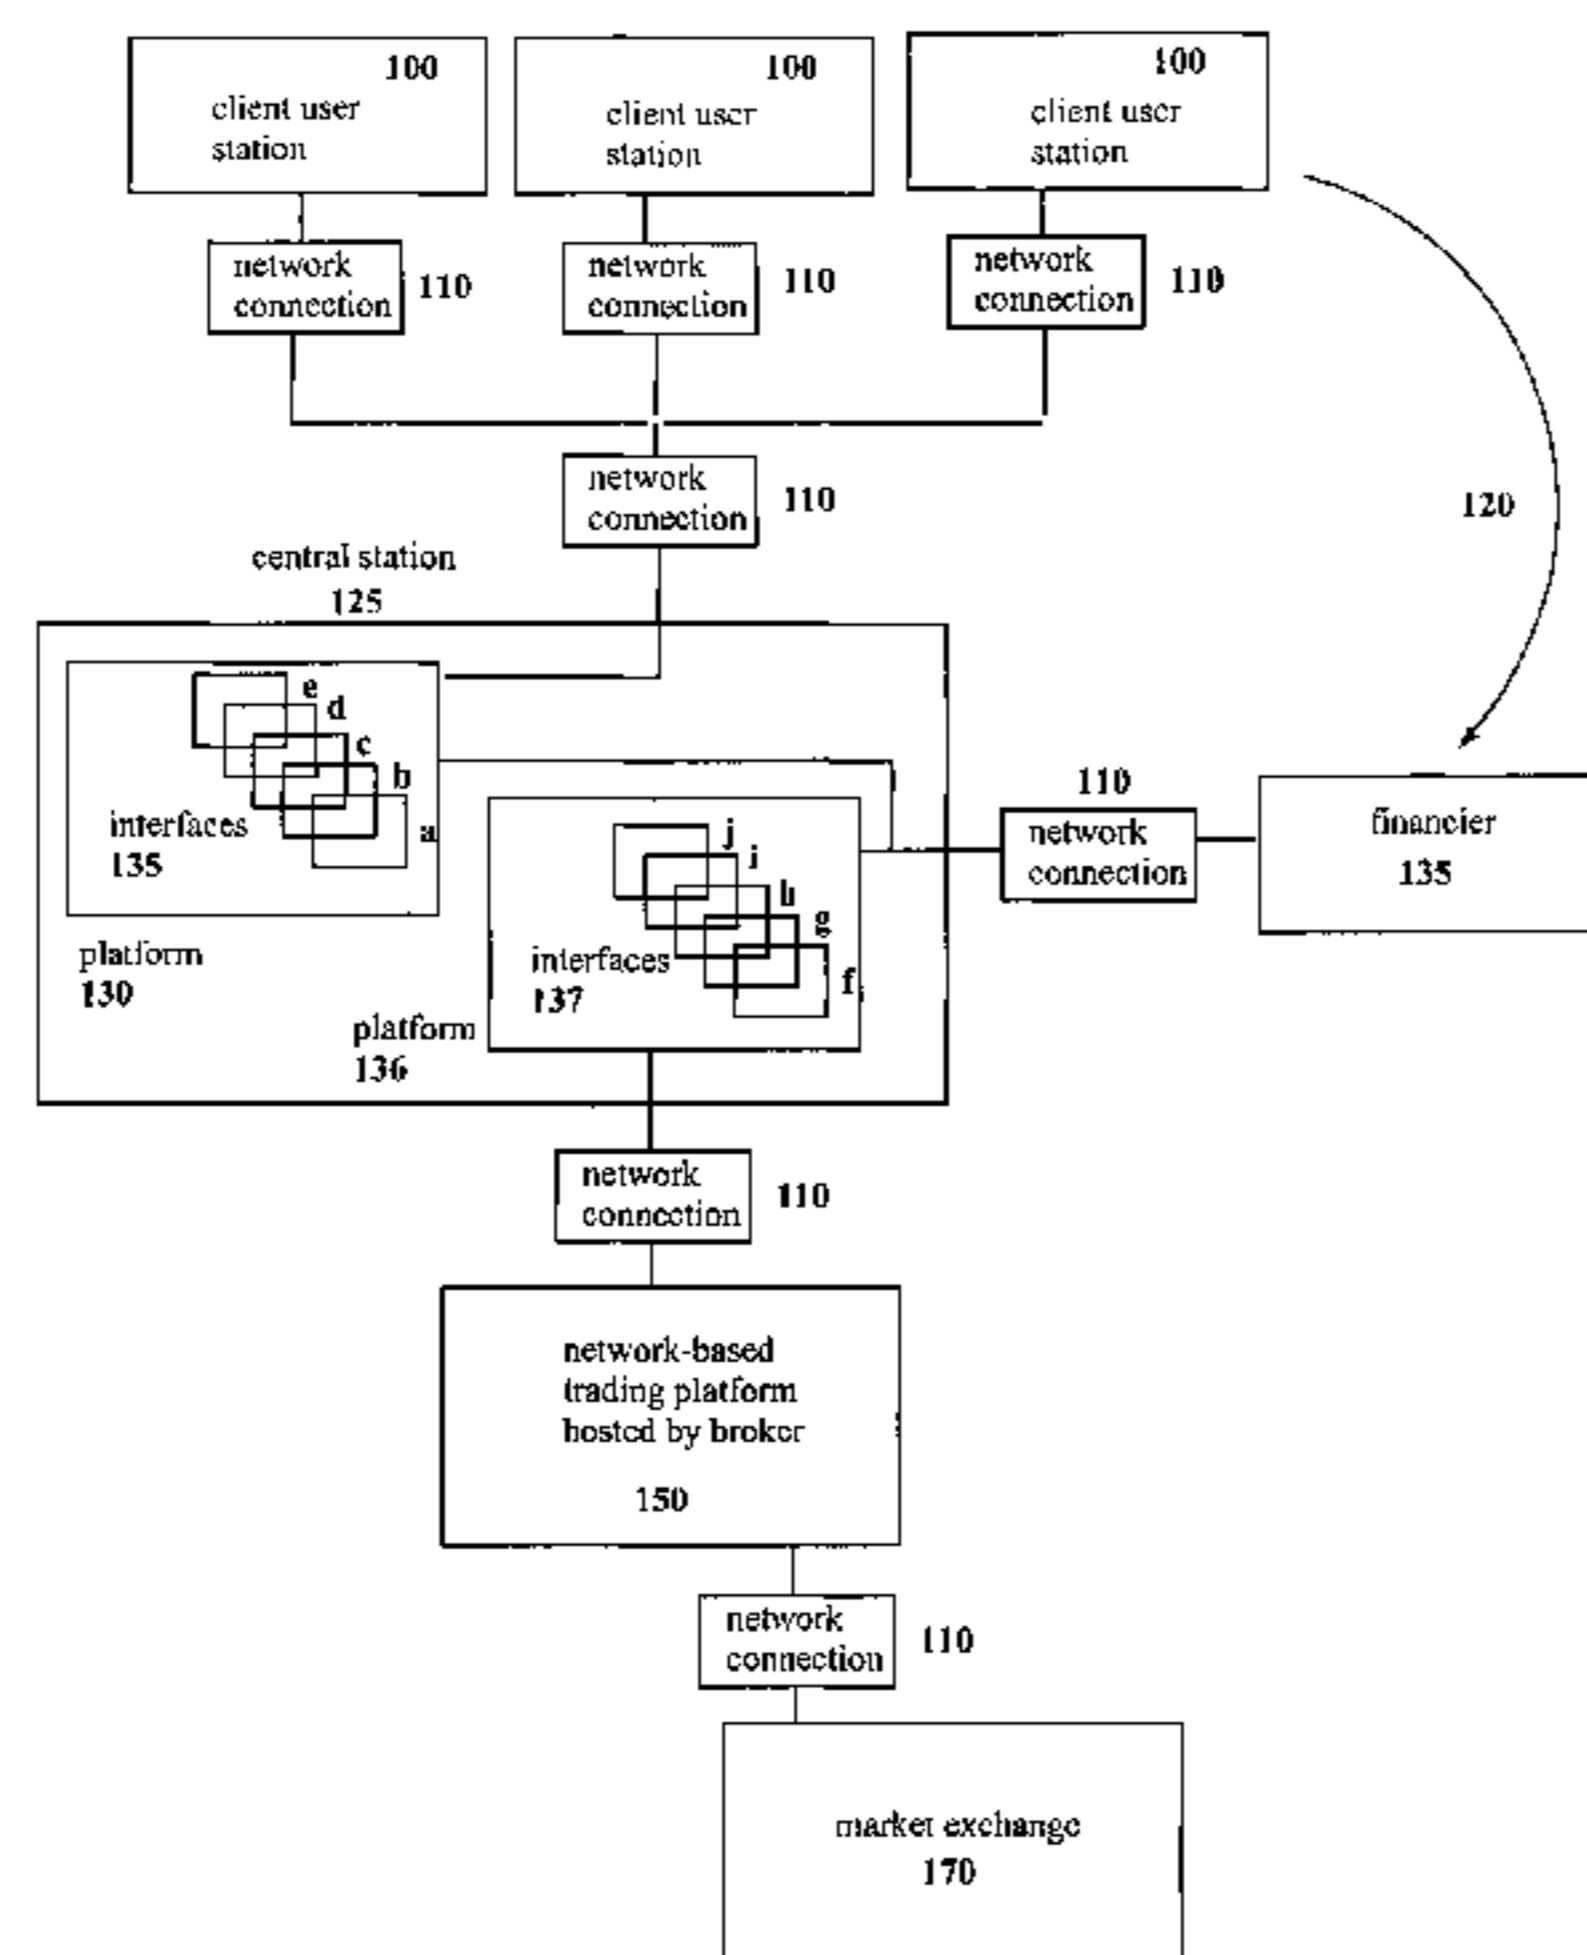 100
client user
station
100
client user
station
100
client user
station
network
connection
110
network
connection
110
network
connection
110
network
connection
110
120
central station
125
e
d
c
b
a
interfaces
135
platform
130
j
i
h
g
f
interfaces
137
platform
136
110
network
connection
financier
135
network
connection
110
network-based
trading platform
hosted by broker
150
network
connection
110
market exchange
170